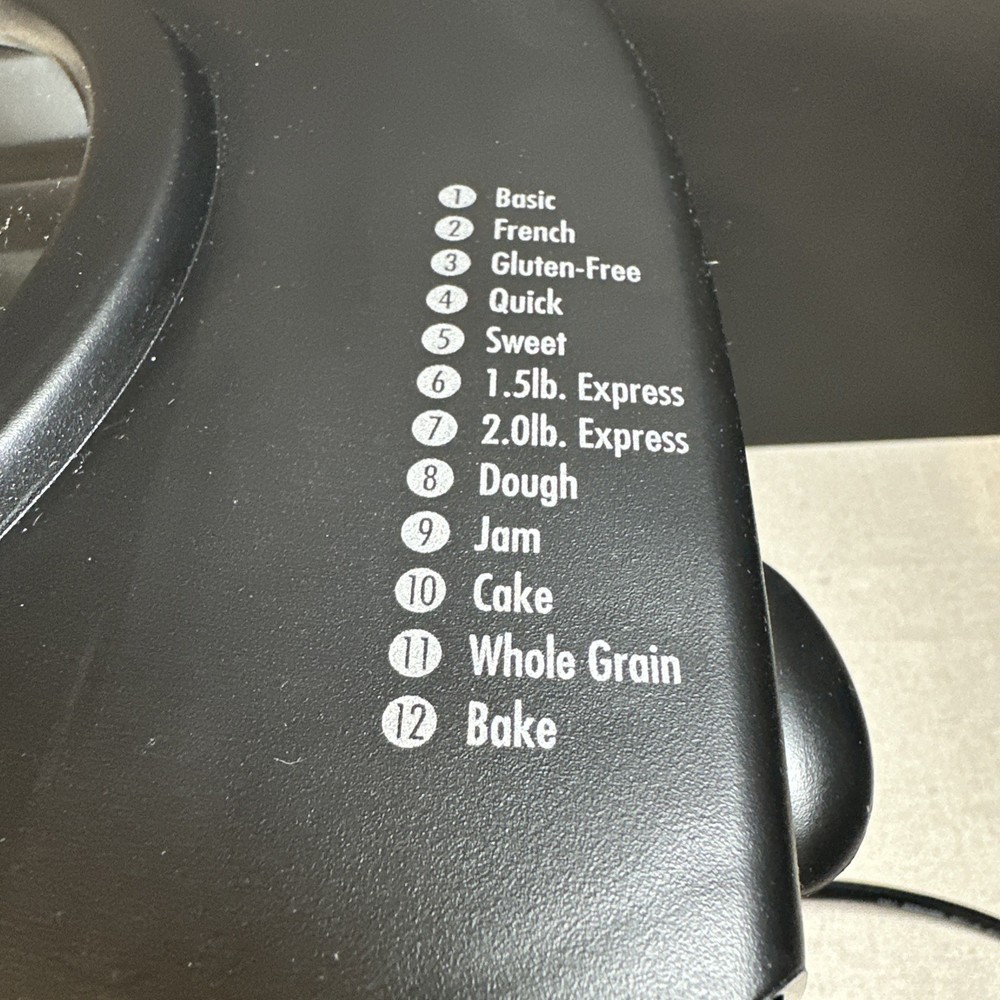 1 Basic
2 French
3 Gluten-Free
4 Quick
5 Sweet
6 1.5lb. Express
7 2.0lb. Express
8 Dough
9 Jam
10 Cake
11 Whole Grain
12 Bake